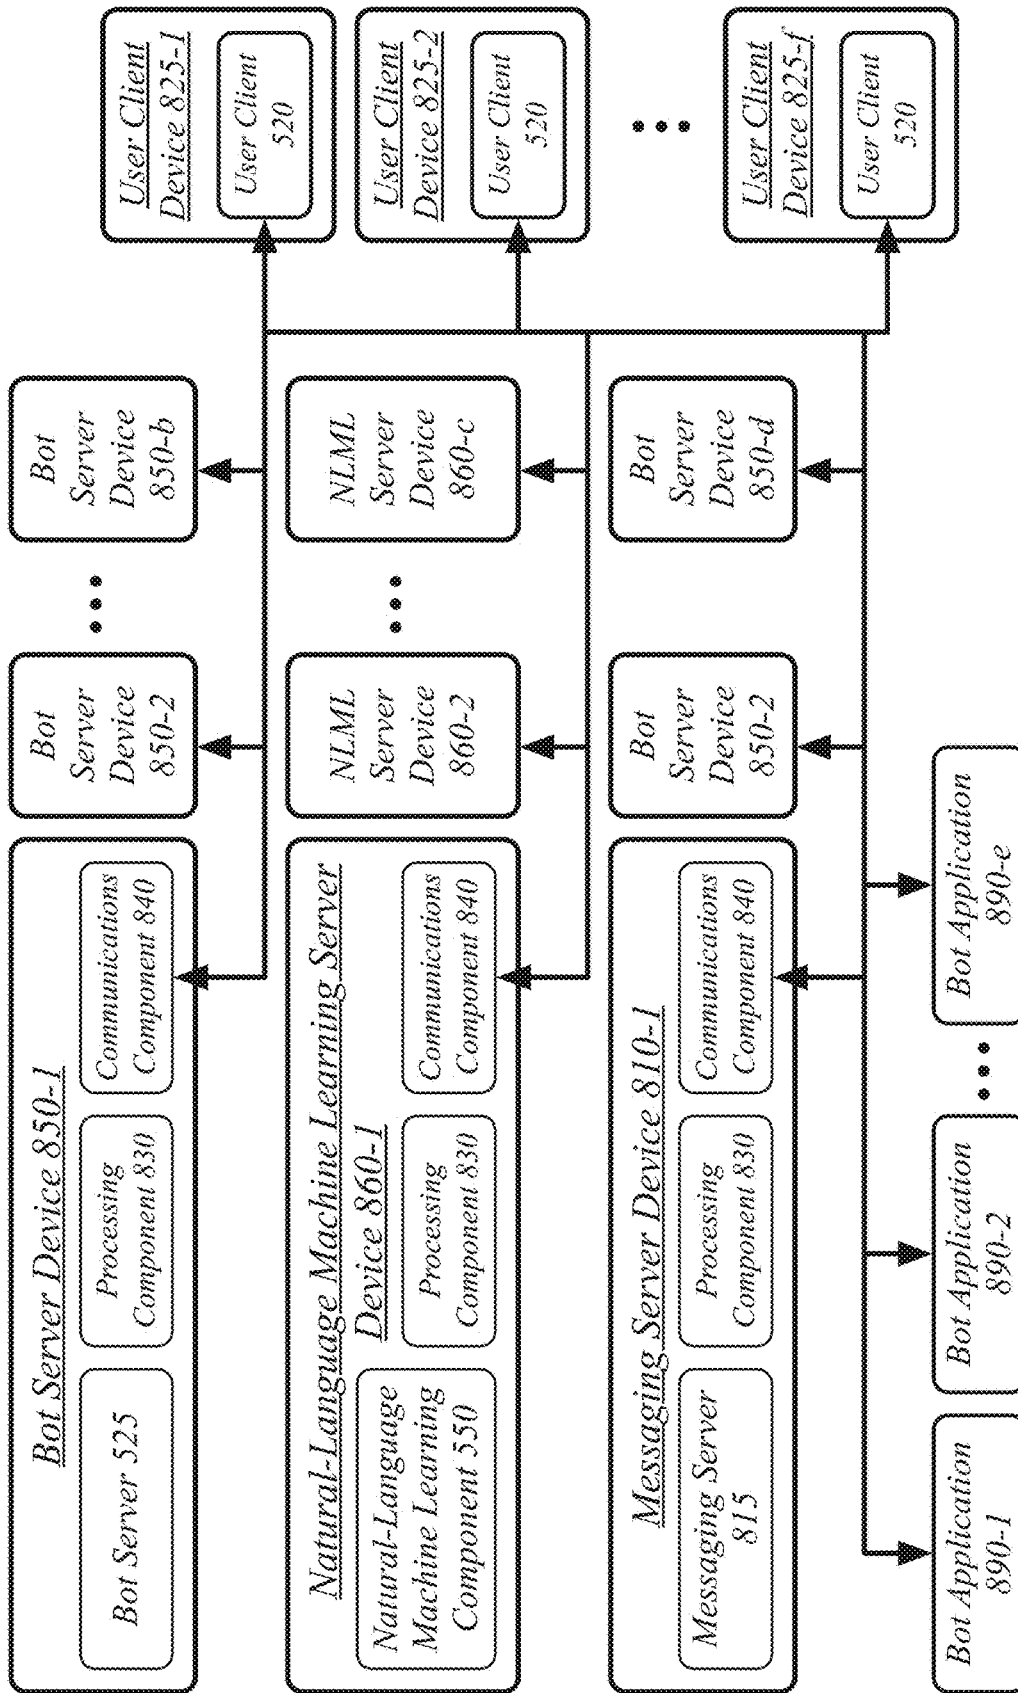 Bot Server Device 850-1
Bot Server 525
Processing
Component 830
Communications
Component 840
Bot
Server
Device
850-2
Bot
Server
Device
850-b
Natural-Language Machine Learning Server
Device 860-1
Natural-Language
Machine Learning
Component 550
Processing
Component 830
Communications
Component 840
NLML
Server
Device
860-2
NLML
Server
Device
860-c
Messaging Server Device 810-1
Messaging Server
815
Processing
Component 830
Communications
Component 840
Bot
Server
Device
850-2
Bot
Server
Device
850-d
Bot Application
890-1
Bot Application
890-2
Bot Application
890-e
User Client
Device 825-1
User Client
520
User Client
Device 825-2
User Client
520
User Client
Device 825-f
User Client
520